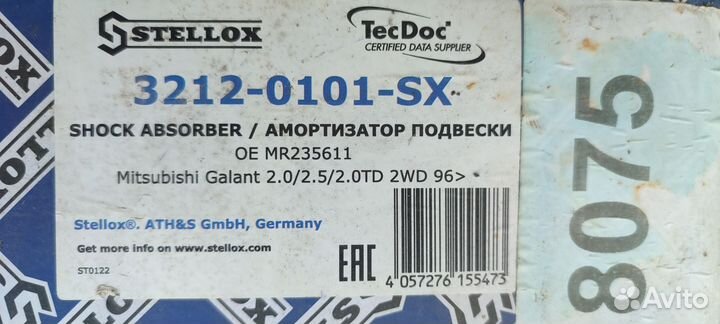 STELLOX
TecDoc
CERTIFIED DATA SUPPLIER
3212-0101-SX
SHOCK ABSORBER / АМОРТИЗАТОР ПОДВЕСКИ
OE MR235611
Mitsubishi Galant 2.0/2.5/2.0TD 2WD 96>
Stellox®. ATH&S GmbH, Germany
Get more info on www.stellox.com
ST0122
EAC
4 057276 155473
8075
Avito